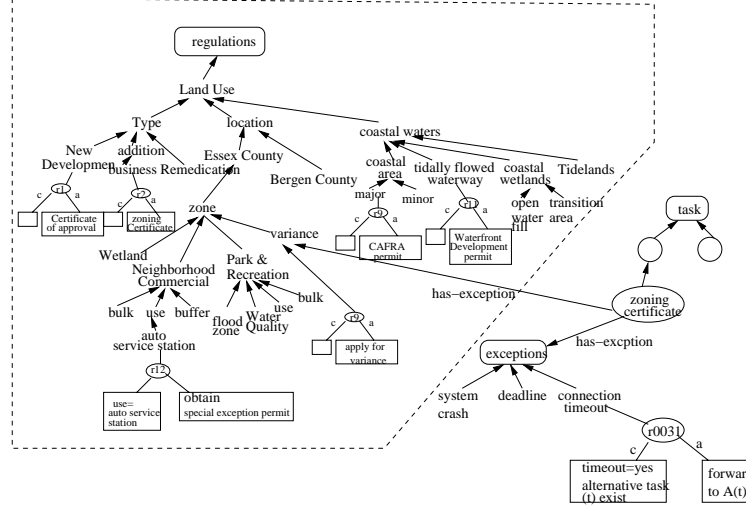 regulations
Land Use
Type
location
coastal waters
New
Developmen
addition
business
Remedication
Essex County
Bergen County
coastal
area
tidally flowed
waterway
coastal
wetlands
Tidelands
major
minor
open
water
fill
transition
area
c
r1
a
Certificate
of approval
c
r2
a
zoning
Certificate
zone
variance
c
r9
a
CAFRA
permit
c
r11
a
Waterfront
Development
permit
task
Wetland
Neighborhood
Commercial
Park &
Recreation
bulk
use
buffer
flood
zone
Water
Quality
use
bulk
has-exception
zoning
certificate
has-excption
auto
service station
c
r9
a
apply for
variance
exceptions
r12
use=
auto service
station
obtain
special exception permit
system
crash
deadline
connection
timeout
r0031
c
a
timeout=yes
alternative task
(t) exist
forward
to A(t)